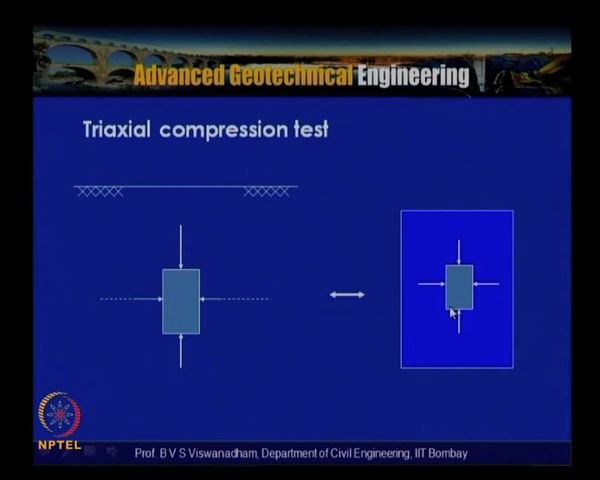 Advanced Geotechnical Engineering
Triaxial compression test
NPTEL
Prof. B V S Viswanadham, Department of Civil Engineering, IIT Bombay